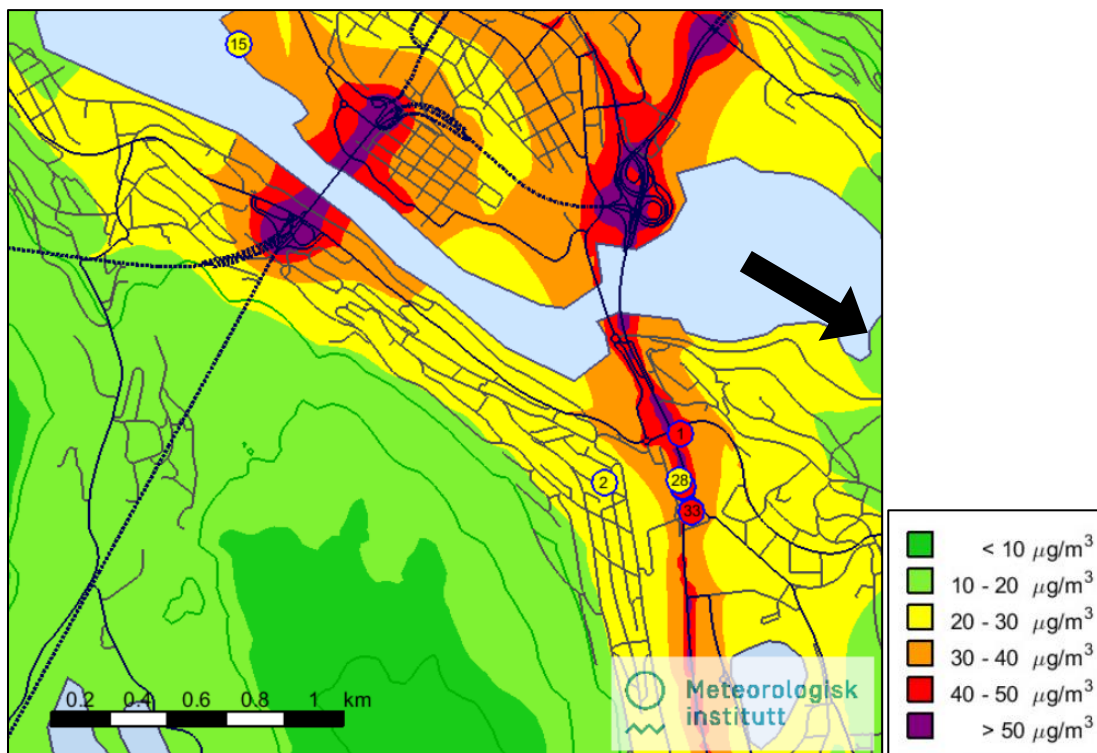 15
1
2
28
33
0.2 0.4 0.6 0.8 1 km
Meteorologisk
institutt
< 10 µg/m³
10 - 20 µg/m³
20 - 30 µg/m³
30 - 40 µg/m³
40 - 50 µg/m³
> 50 µg/m³